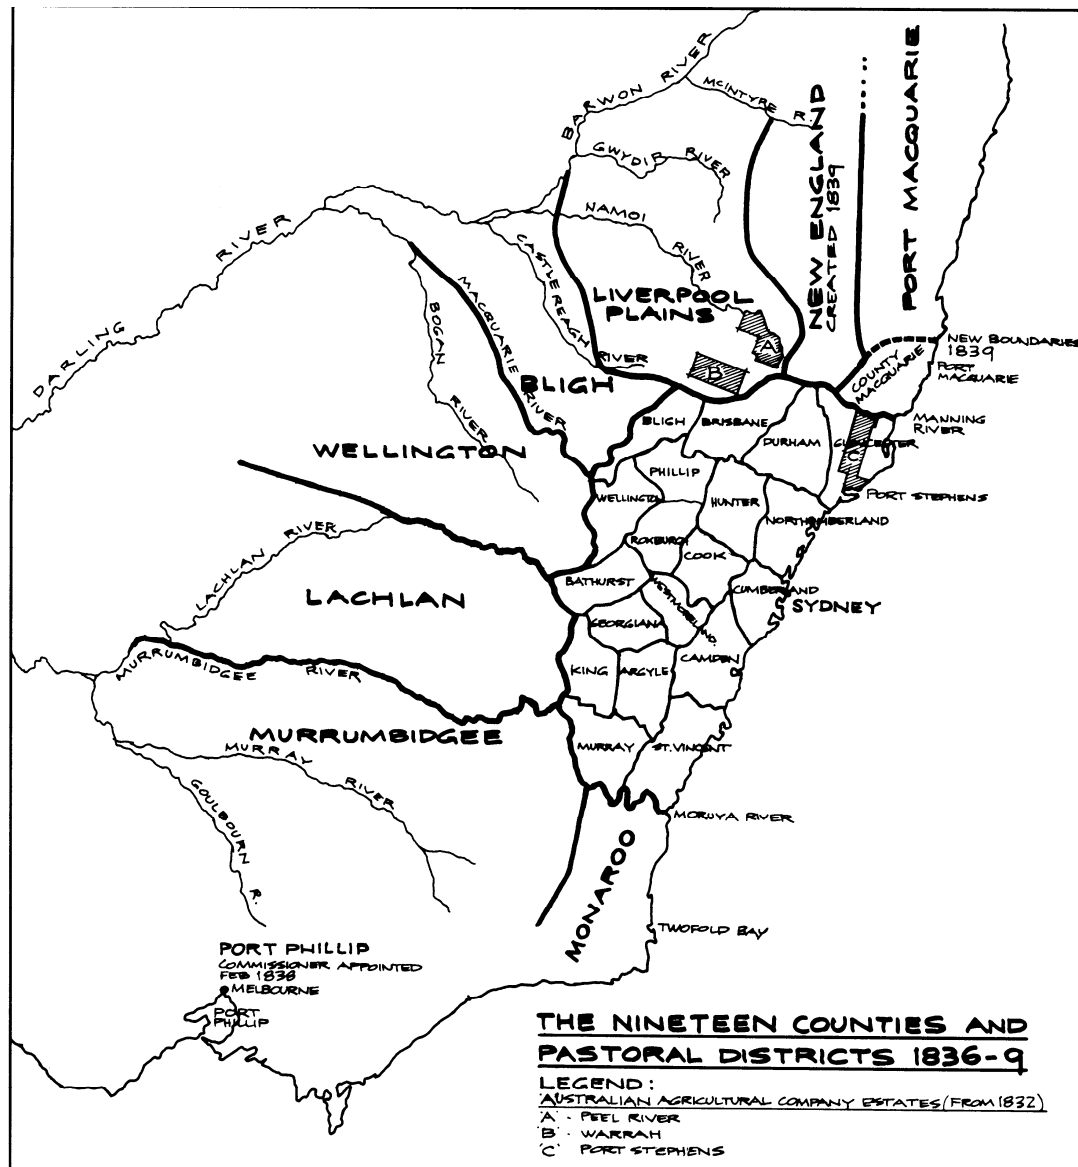 BARWON RIVER
MCINTYRE R.
GWYDIR RIVER
NAMOI RIVER
NEW ENGLAND
CREATED 1839
PORT MACQUARIE
DARLING RIVER
CASTLEREAGH RIVER
MACQUARIE RIVER
BOGAN RIVER
LIVERPOOL
PLAINS
A
B
NEW BOUNDARIES
1839
PORT
MACQUARIE
COUNTY
MACQUARIE
BLIGH
BLIGH
BRISBANE
DURHAM
GLOUCESTER
C
MANNING
RIVER
WELLINGTON
PHILLIP
WELLINGTON
HUNTER
PORT STEPHENS
NORTHUMBERLAND
LACHLAN RIVER
ROXBURGH
COOK
BATHURST
WESTMORELAND.
CUMBERLAND
SYDNEY
LACHLAN
GEORGIANA
KING
ARGYLE
CAMDEN
MURRUMBIDGEE RIVER
MURRUMBIDGEE
MURRAY
ST. VINCENT
MURRAY RIVER
GOULBOURN R.
MORUYA RIVER
MONAROO
TWOFOLD BAY
PORT PHILLIP
COMMISSIONER APPOINTED
FEB 1838
MELBOURNE
PORT
PHILLIP
THE NINETEEN COUNTIES AND
PASTORAL DISTRICTS 1836-9
LEGEND:
AUSTRALIAN AGRICULTURAL COMPANY ESTATES (FROM 1832)
'A' - PEEL RIVER
'B' - WARRAH
'C' PORT STEPHENS